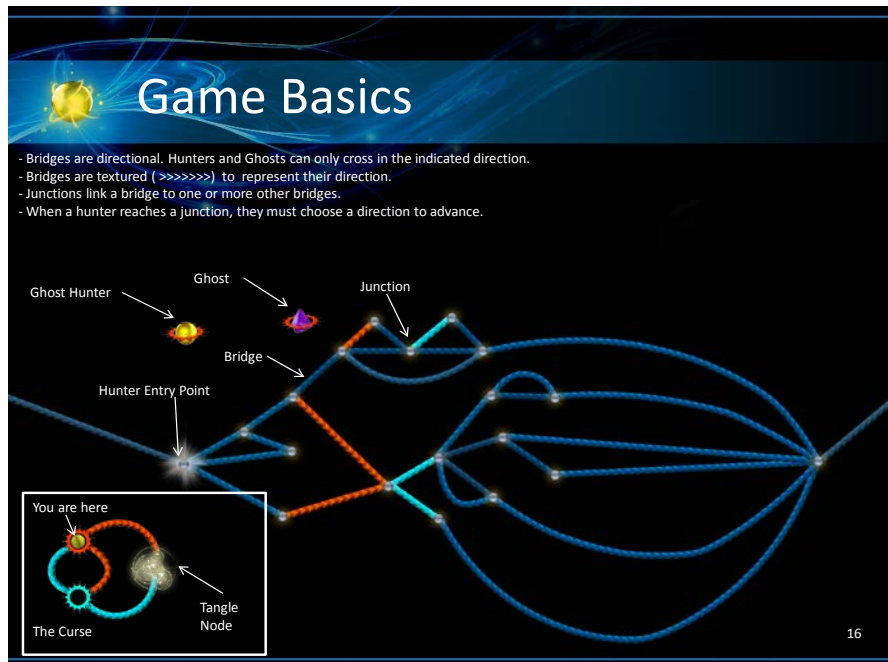 Game Basics
- Bridges are directional. Hunters and Ghosts can only cross in the indicated direction.
- Bridges are textured ( >>>>>>>) to represent their direction.
- Junctions link a bridge to one or more other bridges.
- When a hunter reaches a junction, they must choose a direction to advance.
Ghost
Junction
Ghost Hunter
Bridge
Hunter Entry Point
You are here
Tangle
Node
The Curse
16